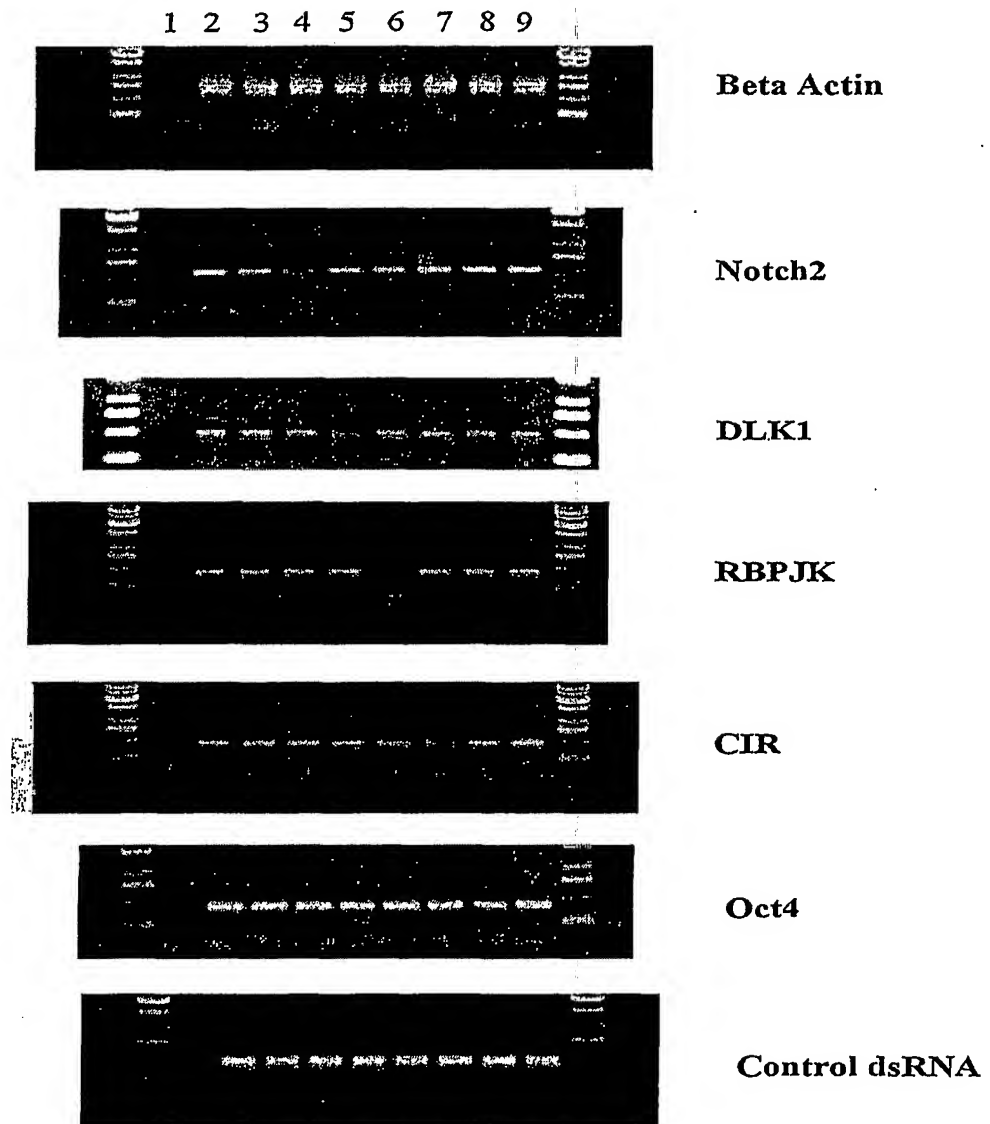 1 2 3 4 5 6 7 8 9
Beta Actin
Notch2
DLK1
RBPJK
CIR
Oct4
Control dsRNA